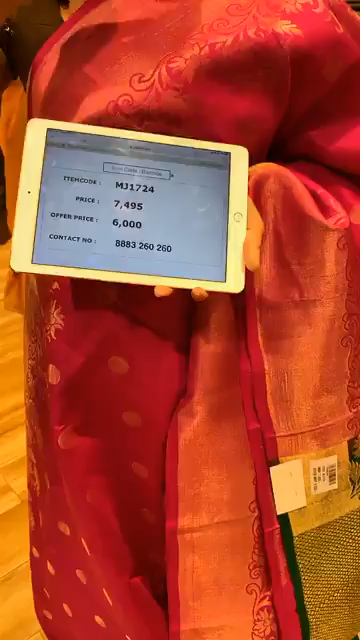 ITEMCODE : MJ1724
PRICE : 7,495
OFFER PRICE : 6,000
CONTACT NO : 8883 260 260